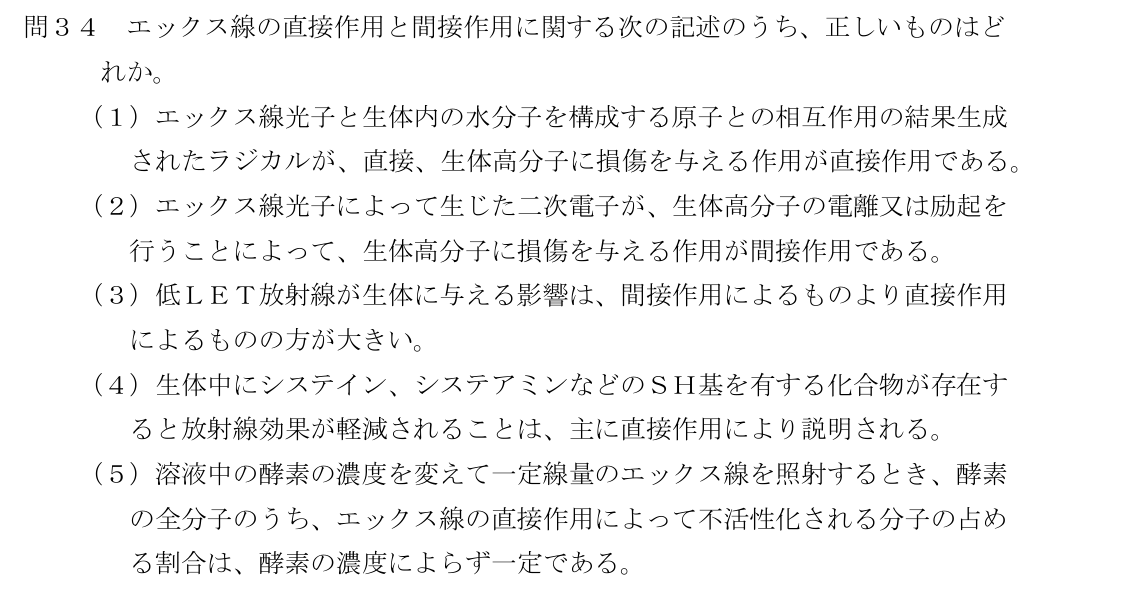 問３４　エックス線の直接作用と間接作用に関する次の記述のうち、正しいものはど
れか。
（１）エックス線光子と生体内の水分子を構成する原子との相互作用の結果生成
されたラジカルが、直接、生体高分子に損傷を与える作用が直接作用である。
（２）エックス線光子によって生じた二次電子が、生体高分子の電離又は励起を
行うことによって、生体高分子に損傷を与える作用が間接作用である。
（３）低ＬＥＴ放射線が生体に与える影響は、間接作用によるものより直接作用
によるものの方が大きい。
（４）生体中にシステイン、システアミンなどのＳＨ基を有する化合物が存在す
ると放射線効果が軽減されることは、主に直接作用により説明される。
（５）溶液中の酵素の濃度を変えて一定線量のエックス線を照射するとき、酵素
の全分子のうち、エックス線の直接作用によって不活性化される分子の占め
る割合は、酵素の濃度によらず一定である。